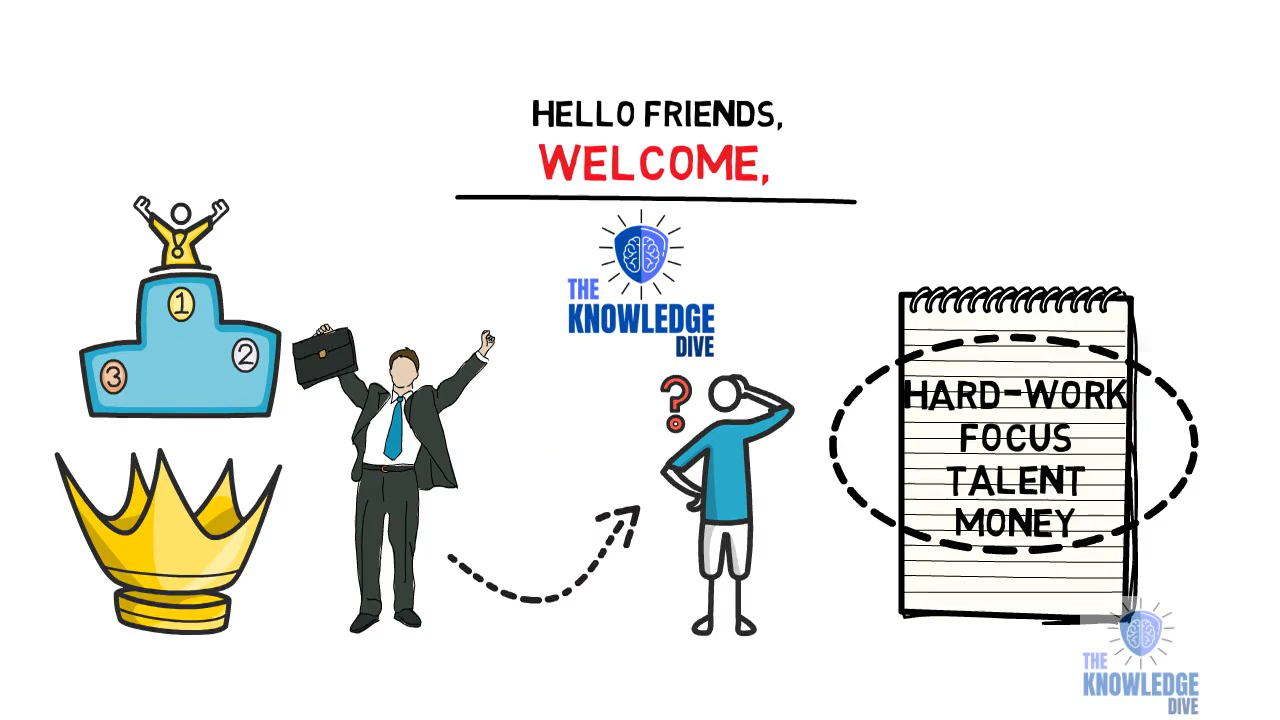 HELLO FRIENDS,
WELCOME,
THE
KNOWLEDGE
DIVE
1
2
3
?
HARD-WORK
FOCUS
TALENT
MONEY
THE
KNOWLEDGE
DIVE